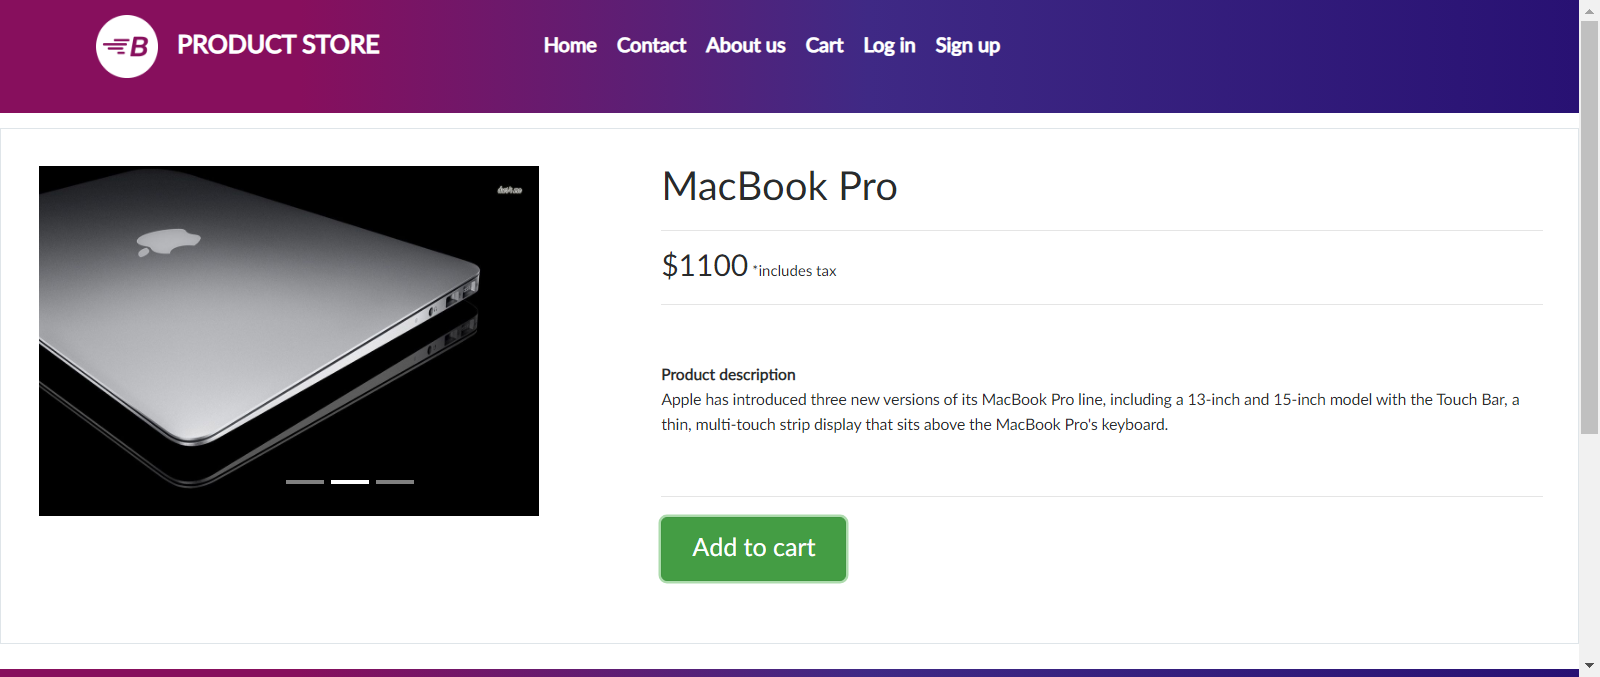 B PRODUCT STORE
Home Contact About us Cart Log in Sign up
MacBook Pro
$1100 *includes tax
Product description
Apple has introduced three new versions of its MacBook Pro line, including a 13-inch and 15-inch model with the Touch Bar, a
thin, multi-touch strip display that sits above the MacBook Pro's keyboard.
Add to cart